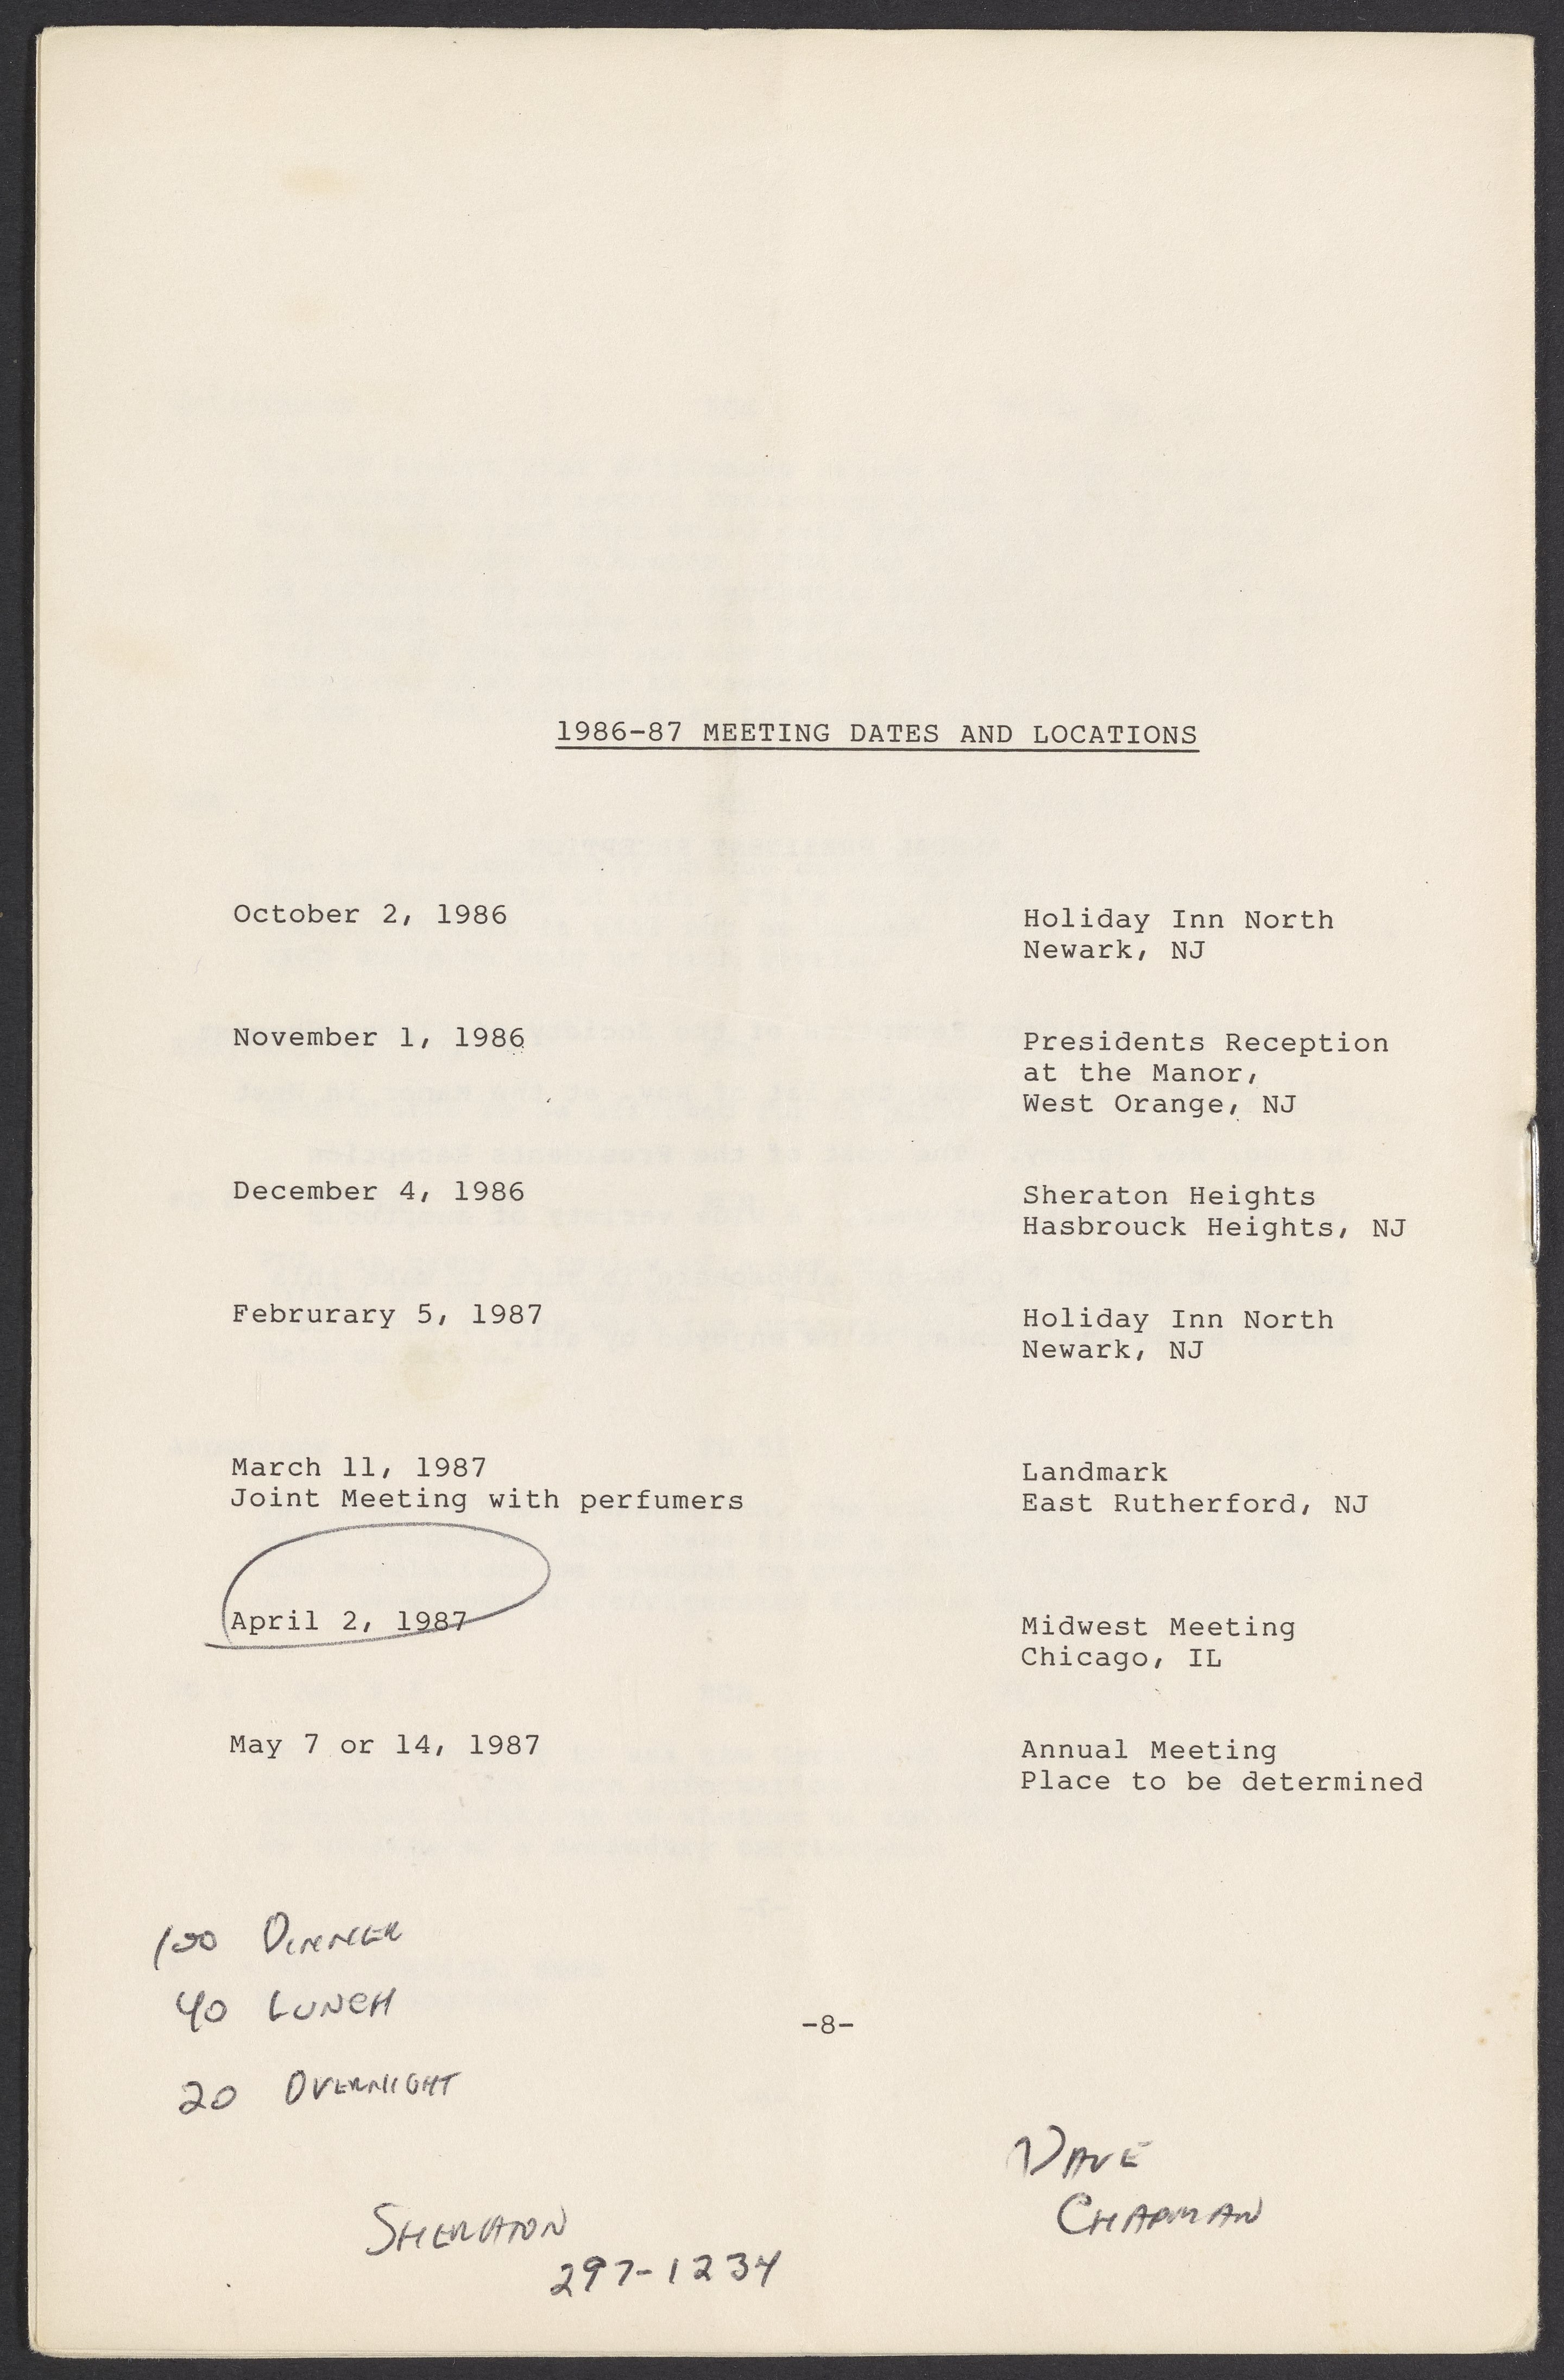 1986-87 MEETING DATES AND LOCATIONS
October 2, 1986
Holiday Inn North
Newark, NJ
November 1, 1986
Presidents Reception
at the Manor,
West Orange, NJ
December 4, 1986
Sheraton Heights
Hasbrouck Heights, NJ
Februrary 5, 1987
Holiday Inn North
Newark, NJ
March 11, 1987
Joint Meeting with perfumers
Landmark
East Rutherford, NJ
April 2, 1987
Midwest Meeting
Chicago, IL
May 7 or 14, 1987
Annual Meeting
Place to be determined
100 DINNER
40 LUNCH
-8-
20 OVERNIGHT
DAVE
CHAPMAN
SHERATON
297-1234